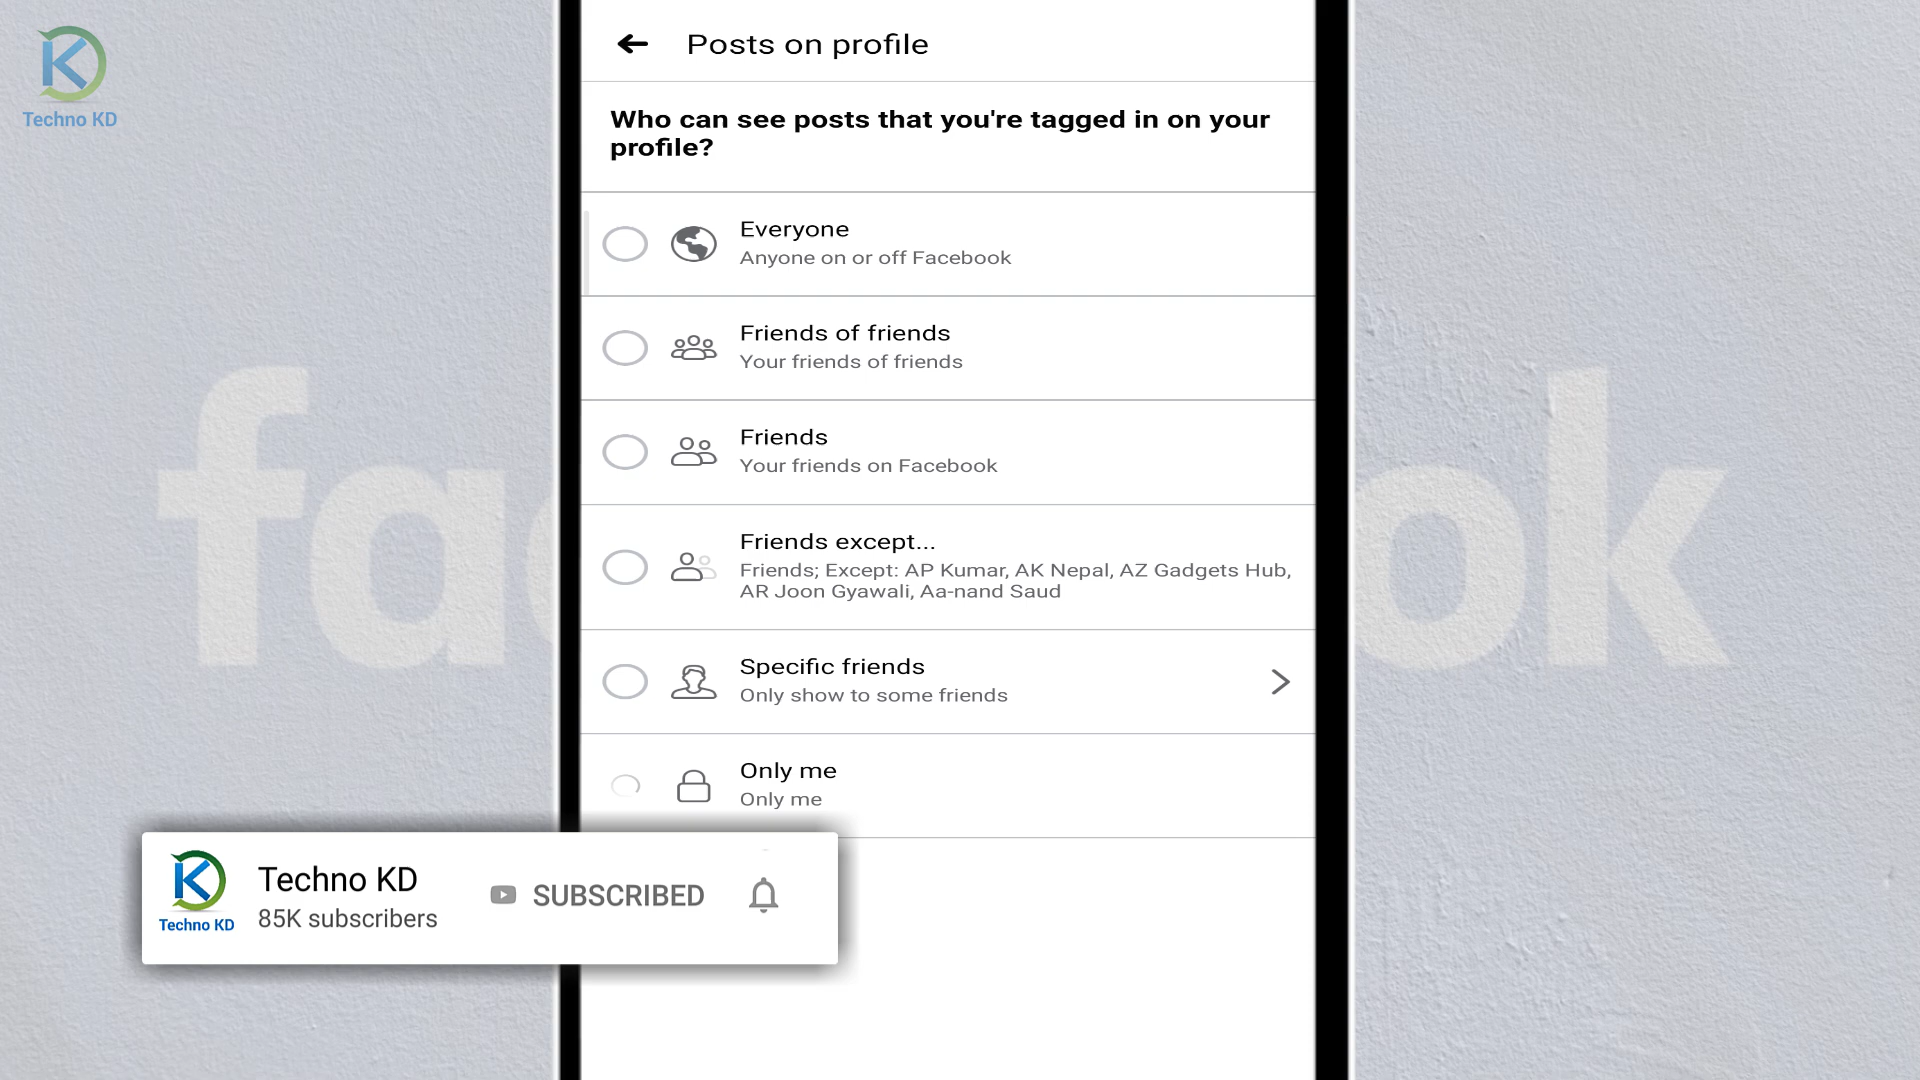 Techno KD
Posts on profile
Who can see posts that you're tagged in on your
profile?
Everyone
Anyone on or off Facebook
Friends of friends
Your friends of friends
Friends
Your friends on Facebook
Friends except...
Friends; Except: AP Kumar, AK Nepal, AZ Gadgets Hub,
AR Joon Gyawali, Aa-nand Saud
Specific friends
Only show to some friends
Only me
Only me
fa
ok
Techno KD
85K subscribers
Techno KD
SUBSCRIBED